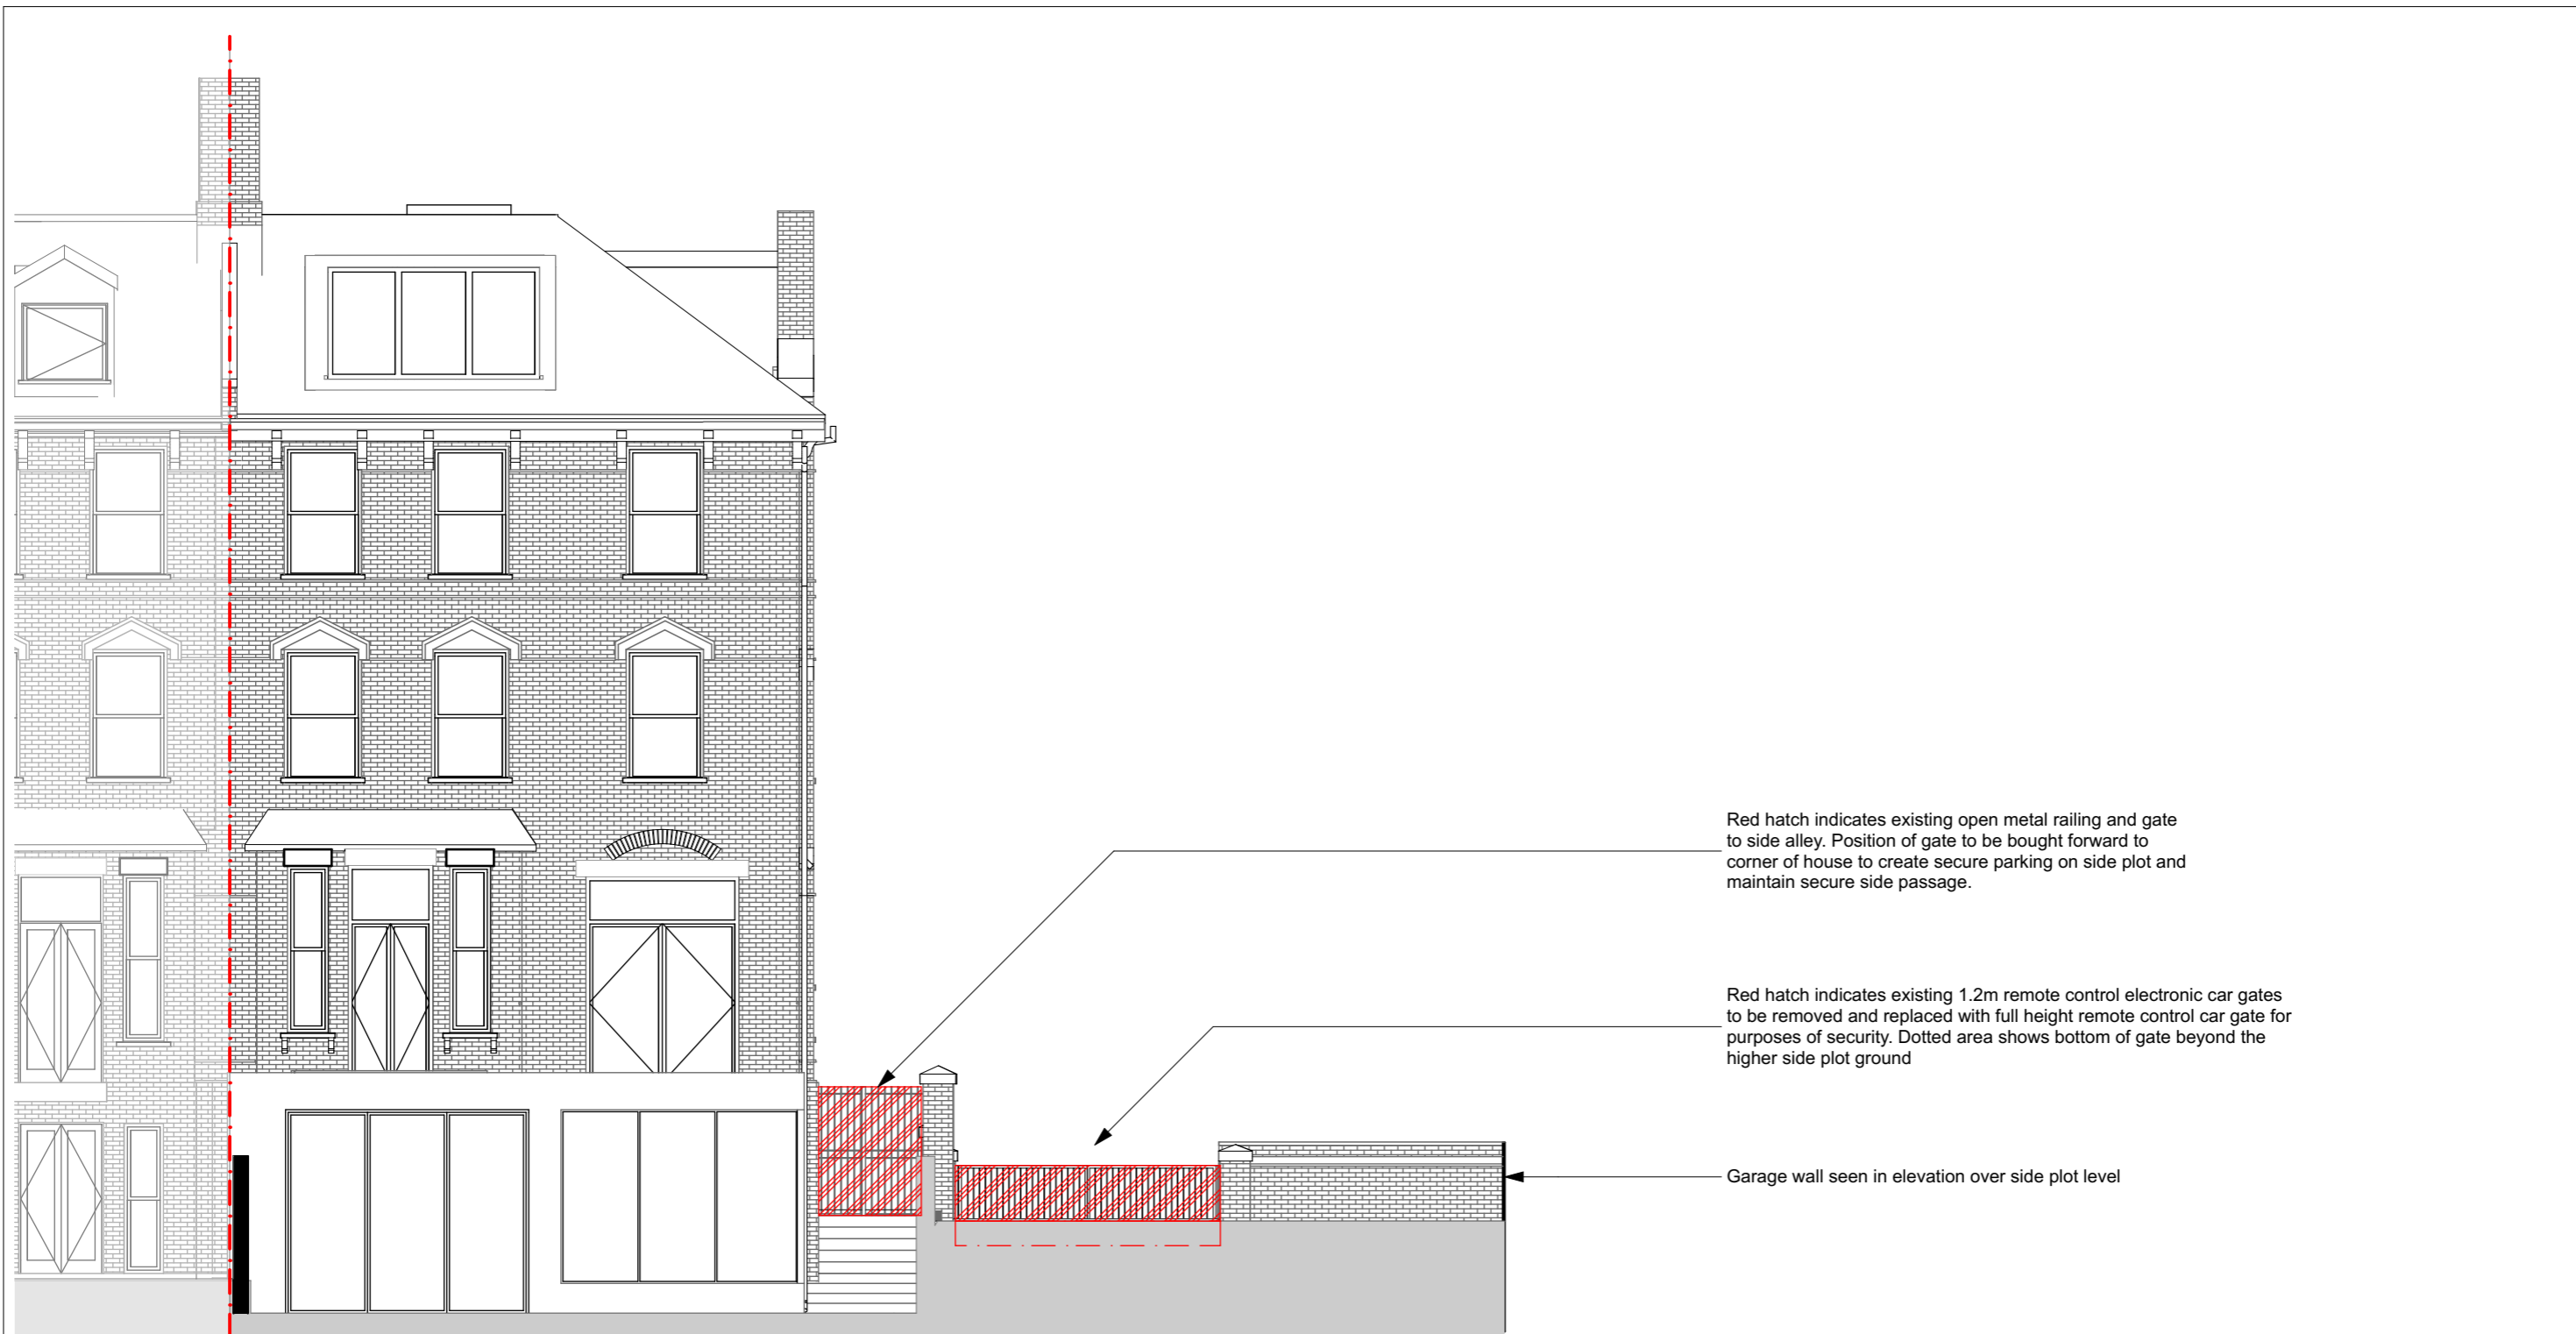 Red hatch indicates existing open metal railing and gate
to side alley. Position of gate to be bought forward to
corner of house to create secure parking on side plot and
maintain secure side passage.
Red hatch indicates existing 1.2m remote control electronic car gates
to be removed and replaced with full height remote control car gate for
purposes of security. Dotted area shows bottom of gate beyond the
higher side plot ground
Garage wall seen in elevation over side plot level